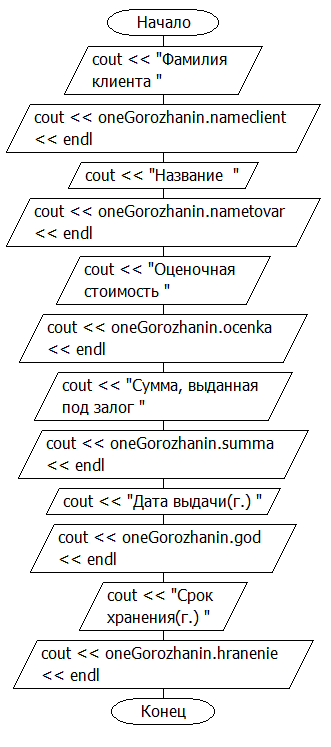 Начало
cout << "Фамилия
клиента "
cout << oneGorozhanin.nameclient
<< endl
cout << "Название  "
cout << oneGorozhanin.nametovar
<< endl
cout << "Оценочная
стоимость "
cout << oneGorozhanin.ocenka
<< endl
cout << "Сумма, выданная
под залог "
cout << oneGorozhanin.summa
<< endl
cout << "Дата выдачи(г.) "
cout << oneGorozhanin.god
<< endl
cout << "Срок
хранения(г.) "
cout << oneGorozhanin.hranenie
<< endl
Конец